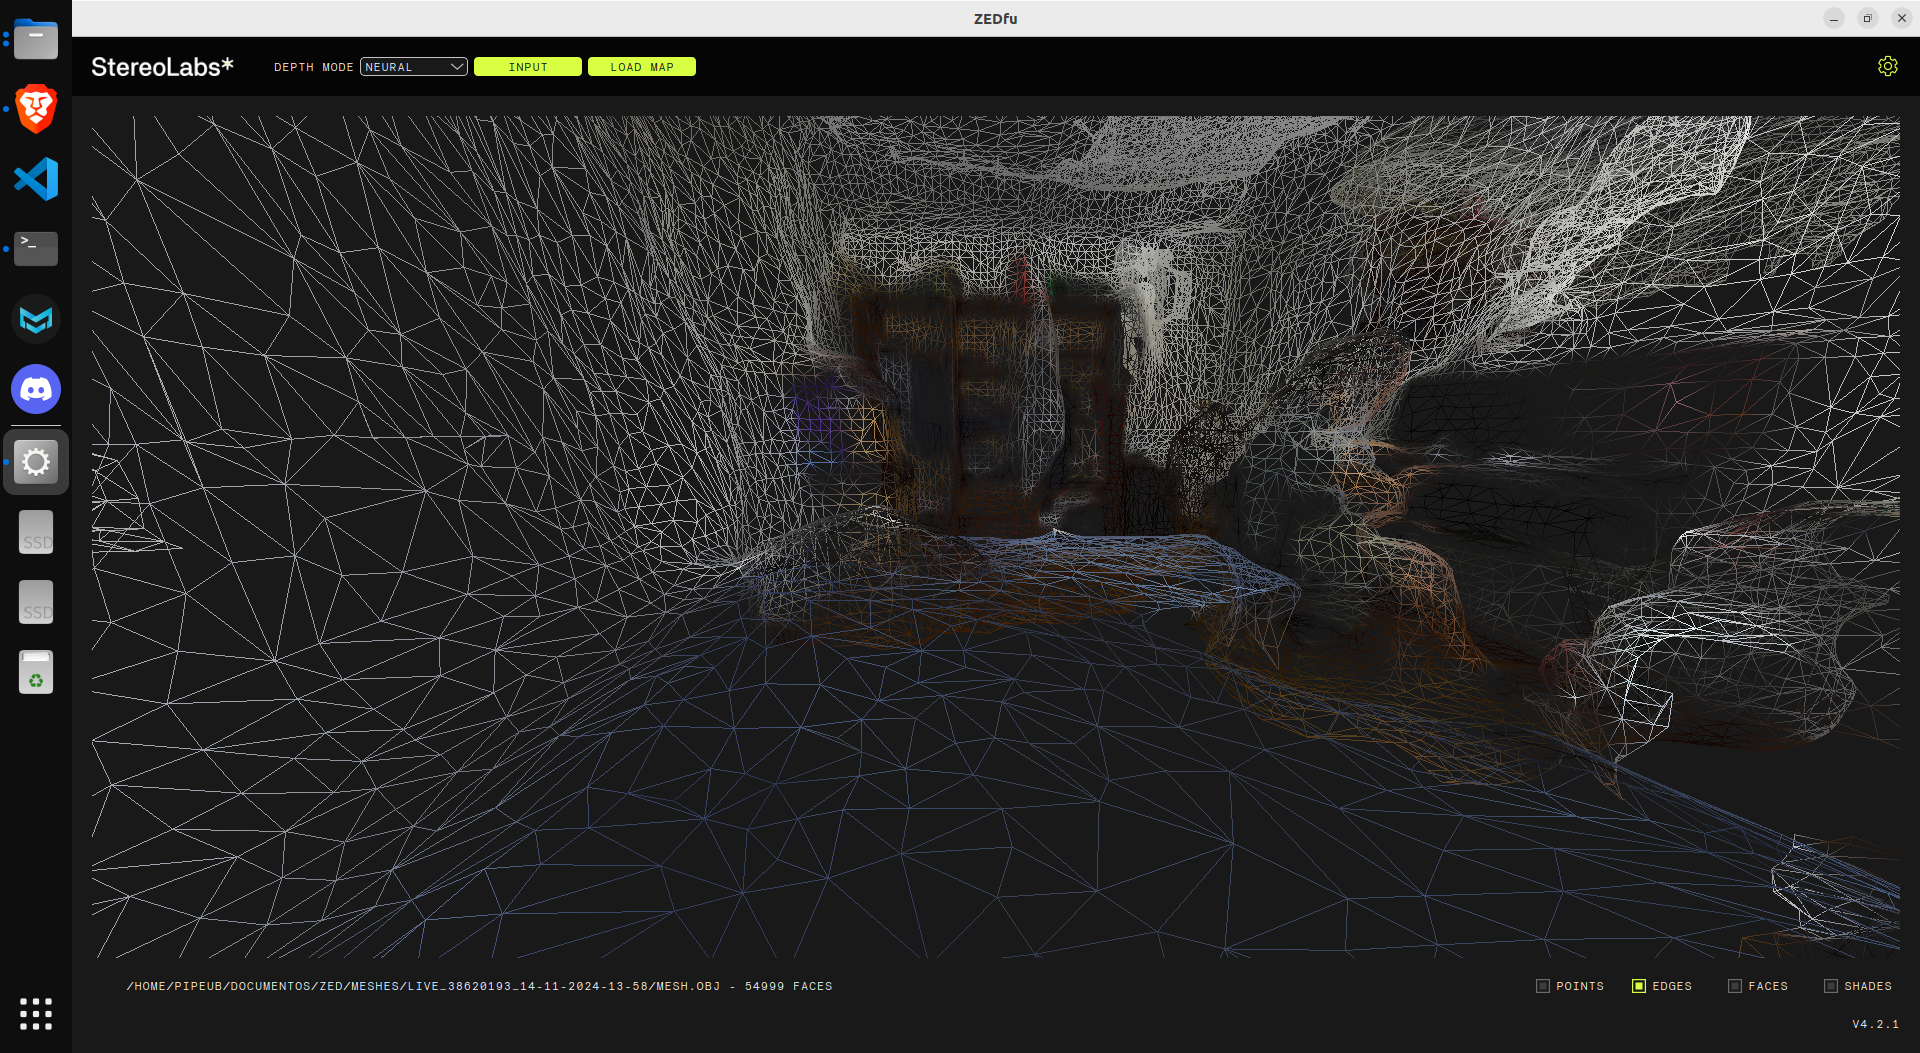 ZEDfu
StereoLabs*
DEPTH MODE NEURAL INPUT LOAD MAP
>_
SSD
SSD
/HOME/PIPEUB/DOCUMENTOS/ZED/MESHES/LIVE_38620193_14-11-2024-13-58/MESH.OBJ - 54999 FACES
POINTS EDGES FACES SHADES
V4.2.1